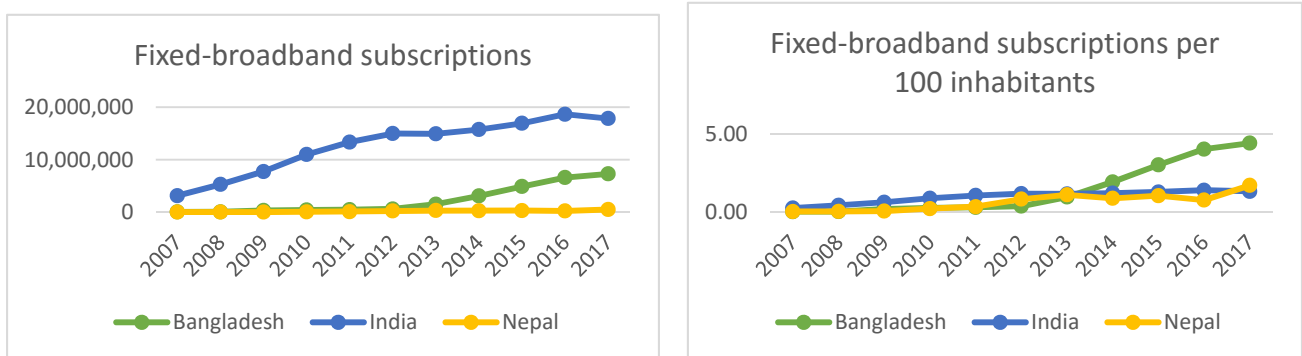 Fixed-broadband subscriptions
20,000,000
10,000,000
0
2007 2008 2009 2010 2011 2012 2013 2014 2015 2016 2017
Bangladesh India Nepal
Fixed-broadband subscriptions per
100 inhabitants
5.00
0.00
2007 2008 2009 2010 2011 2012 2013 2014 2015 2016 2017
Bangladesh India Nepal